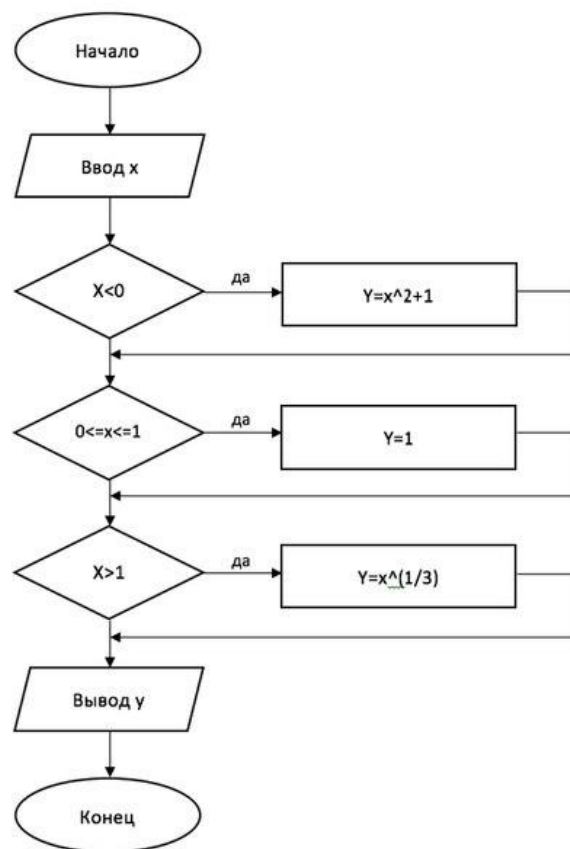 Начало
Ввод x
X<0
да
Y=x^2+1
0<=x<=1
да
Y=1
X>1
да
Y=x^(1/3)
Вывод y
Конец